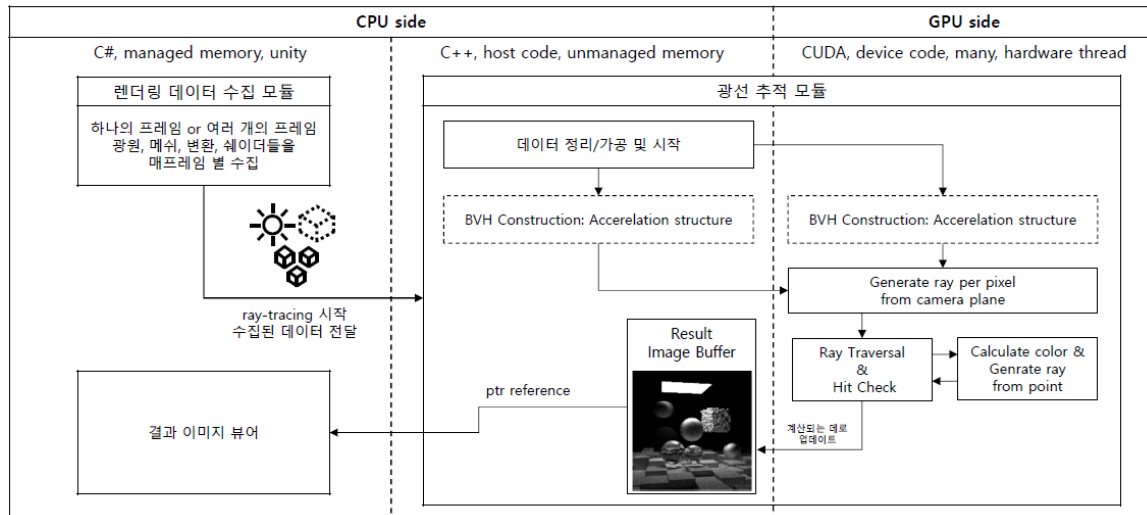 CPU side
GPU side
C#, managed memory, unity
C++, host code, unmanaged memory
CUDA, device code, many, hardware thread
렌더링 데이터 수집 모듈
하나의 프레임 or 여러 개의 프레임
광원, 메쉬, 변환, 쉐이더들을
매프레임 별 수집
ray-tracing 시작
수집된 데이터 전달
광선 추적 모듈
데이터 정리/가공 및 시작
BVH Construction: Accerelation structure
BVH Construction: Accerelation structure
Generate ray per pixel
from camera plane
Ray Traversal
&
Hit Check
Calculate color &
Genrate ray
from point
계산되는 데로
업데이트
Result
Image Buffer
ptr reference
결과 이미지 뷰어